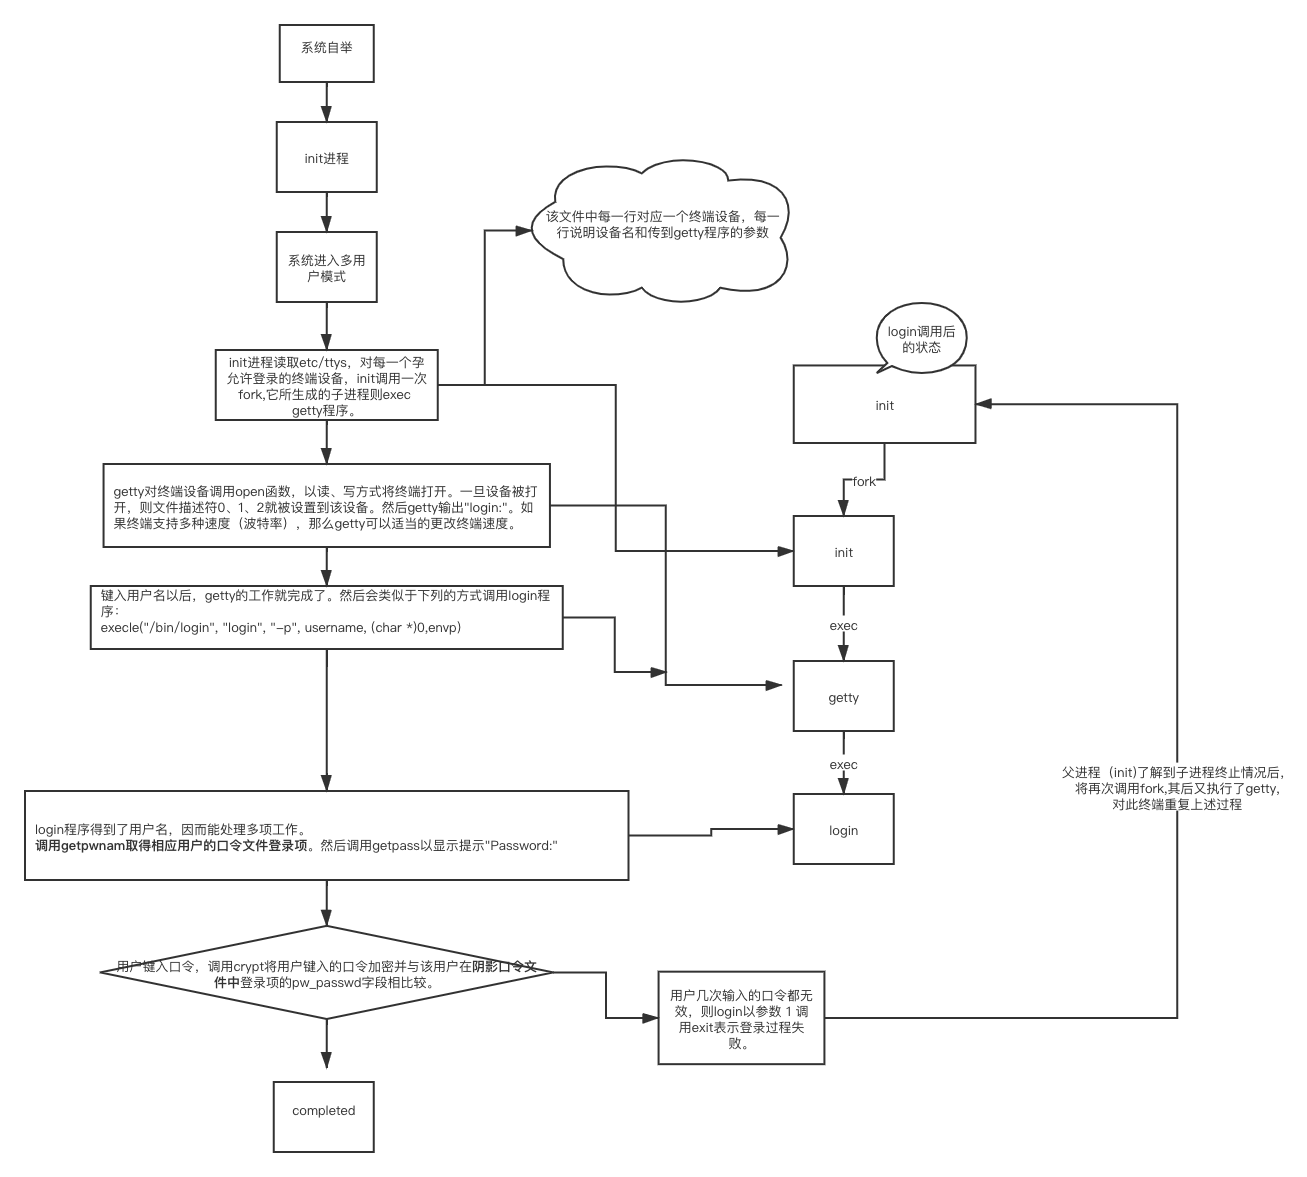 系统自举
init进程
系统进入多用
户模式
该文件中每一行对应一个终端设备，每一
行说明设备名和传到getty程序的参数
init进程读取etc/ttys，对每一个孕
允许登录的终端设备，init调用一次
fork,它所生成的子进程则exec
getty程序。
login调用后
的状态
init
fork
getty对终端设备调用open函数，以读、写方式将终端打开。一旦设备被打
开，则文件描述符0、1、2就被设置到该设备。然后getty输出"login:"。如
果终端支持多种速度（波特率），那么getty可以适当的更改终端速度。
init
键入用户名以后，getty的工作就完成了。然后会类似于下列的方式调用login程
序：
execle("/bin/login", "login", "-p", username, (char *)0,envp)
exec
getty
exec
父进程（init)了解到子进程终止情况后，
将再次调用fork,其后又执行了getty,
对此终端重复上述过程
login程序得到了用户名，因而能处理多项工作。
调用getpwnam取得相应用户的口令文件登录项。然后调用getpass以显示提示"Password:"
login
用户键入口令，调用crypt将用户键入的口令加密并与该用户在阴影口令文
件中登录项的pw_passwd字段相比较。
用户几次输入的口令都无
效，则login以参数 1 调
用exit表示登录过程失
败。
completed